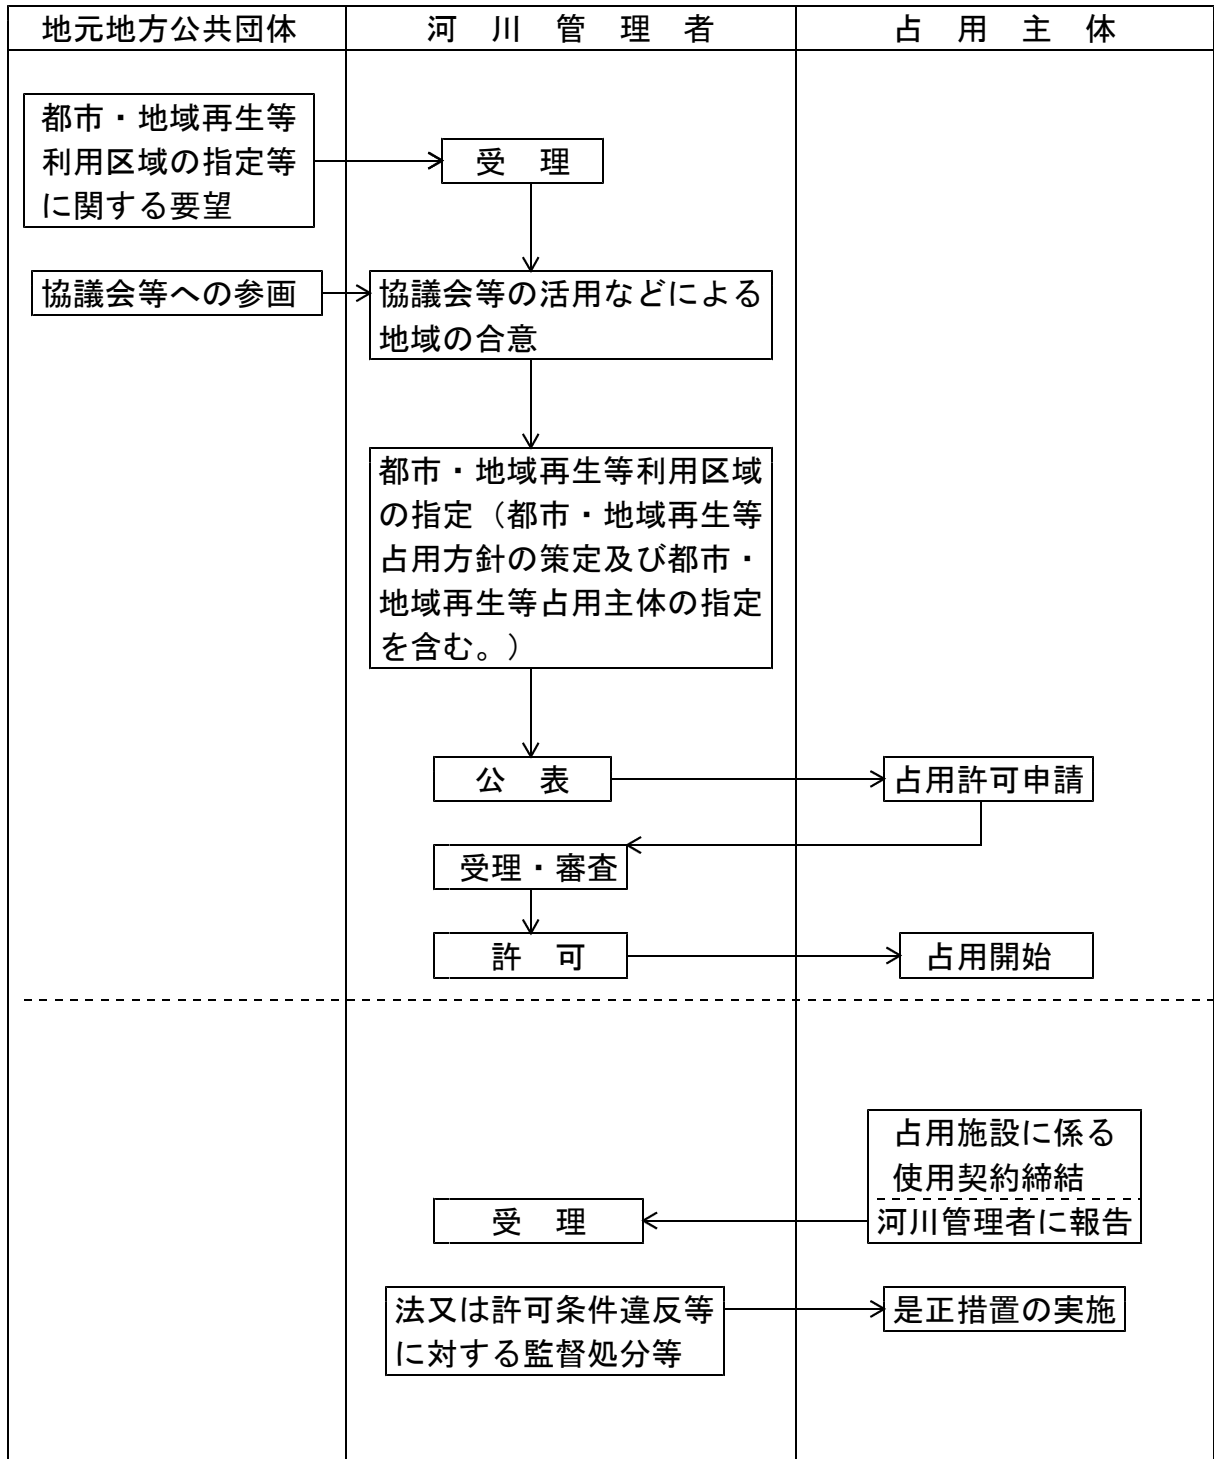 地元地方公共団体
河　川　管　理　者
占　用　主　体
都市・地域再生等
利用区域の指定等
に関する要望
受　理
協議会等への参画
協議会等の活用などによる
地域の合意
都市・地域再生等利用区域
の指定（都市・地域再生等
占用方針の策定及び都市・
地域再生等占用主体の指定
を含む。）
公　表
占用許可申請
受理・審査
許　可
占用開始
占用施設に係る
使用契約締結
河川管理者に報告
受　理
法又は許可条件違反等
に対する監督処分等
是正措置の実施